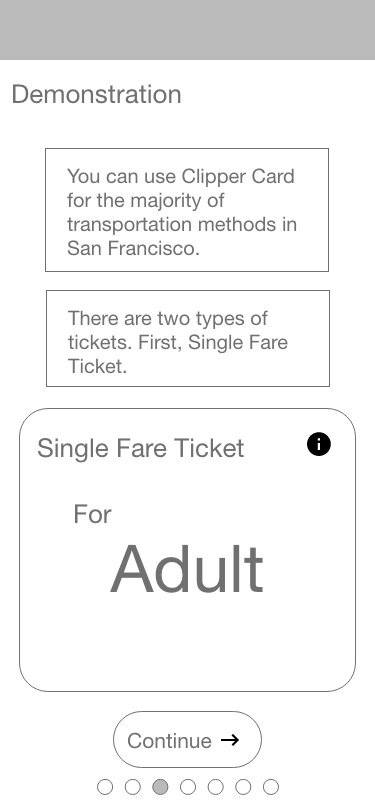 Demonstration
You can use Clipper Card
for the majority of
transportation methods in
San Francisco.
There are two types of
tickets. First, Single Fare
Ticket.
Single Fare Ticket
For
Adult
Continue →